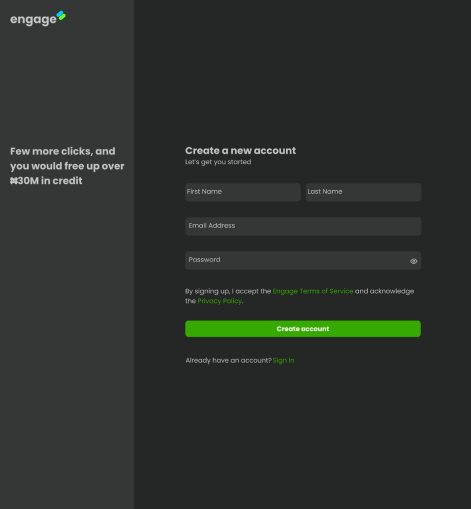 engage
Few more clicks, and
you would free up over
₦30M in credit
Create a new account
Let's get you started
First Name
Last Name
Email Address
Password
By signing up, I accept the Engage Terms of Service and acknowledge
the Privacy Policy.
Create account
Already have an account? Sign in